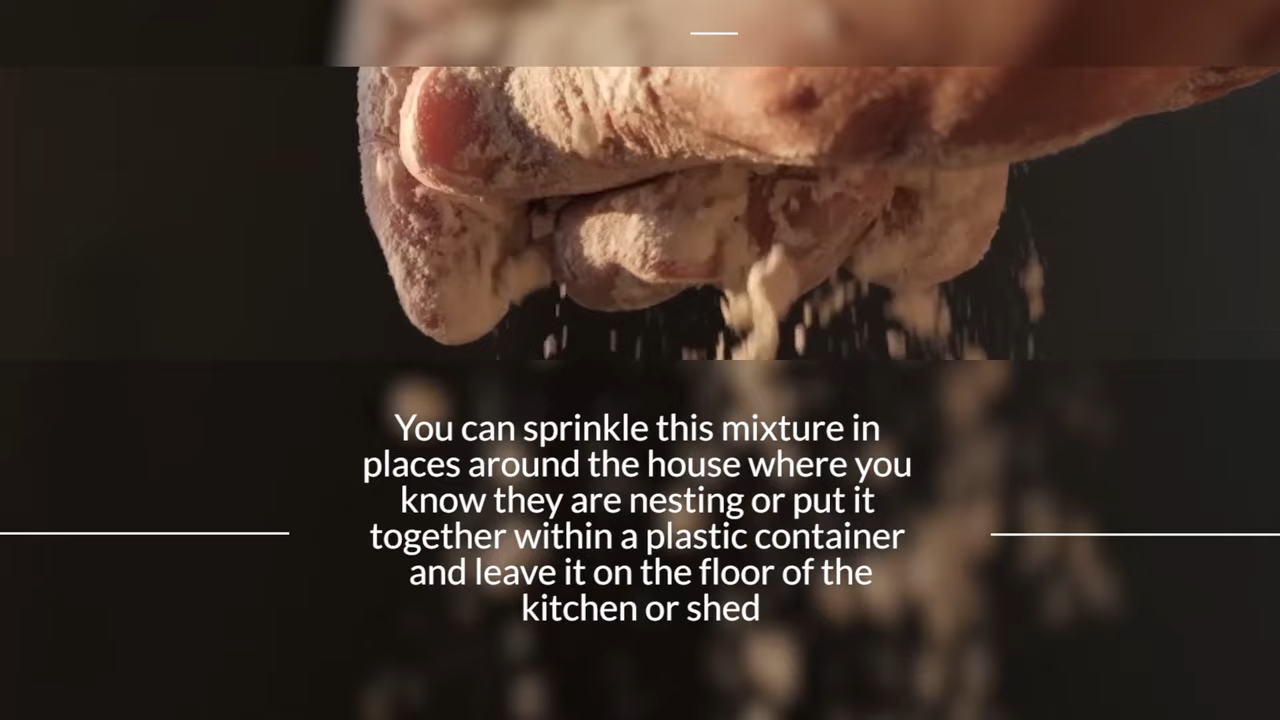 You can sprinkle this mixture in
places around the house where you
know they are nesting or put it
together within a plastic container
and leave it on the floor of the
kitchen or shed